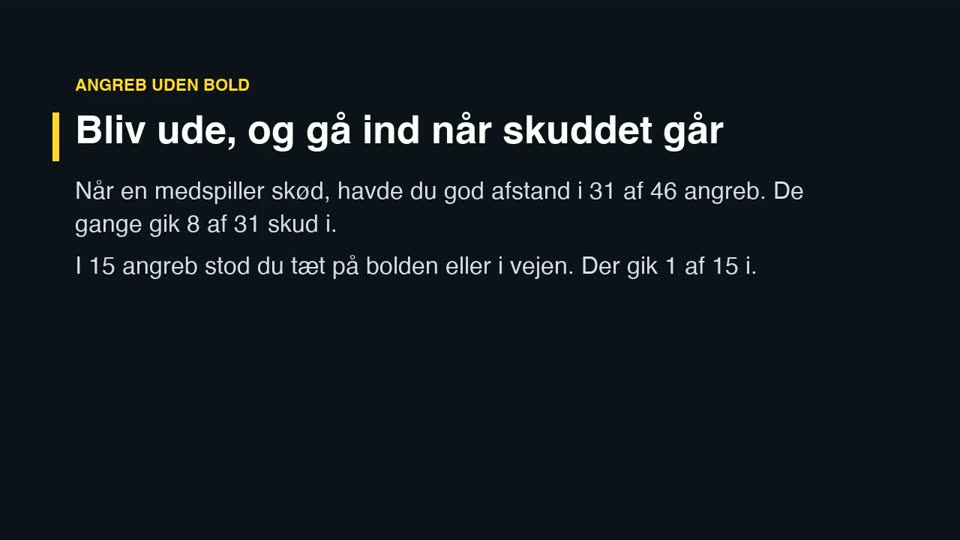 ANGREB UDEN BOLD
Bliv ude, og gå ind når skuddet går
Når en medspiller skød, havde du god afstand i 31 af 46 angreb. De
gange gik 8 af 31 skud i.
I 15 angreb stod du tæt på bolden eller i vejen. Der gik 1 af 15 i.